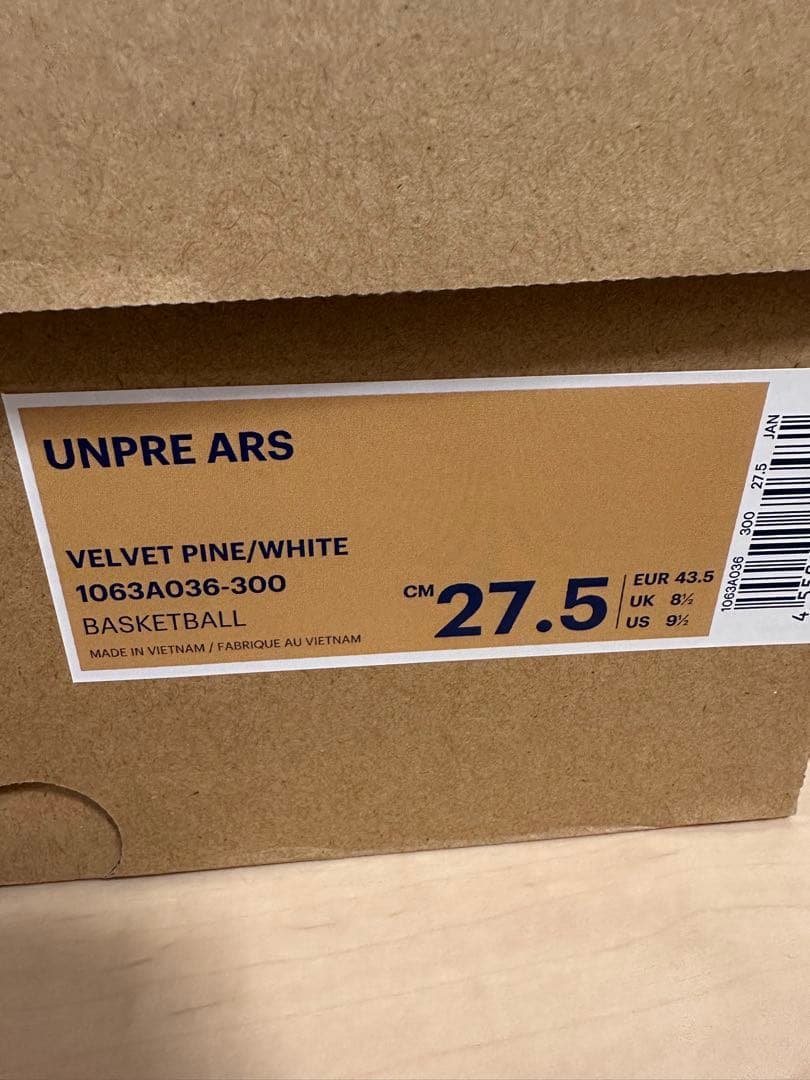 UNPRE ARS
VELVET PINE/WHITE
1063A036-300
BASKETBALL
MADE IN VIETNAM / FABRIQUE AU VIETNAM
CM 27.5
EUR 43.5
UK 8½
US 9½
1063A036 300 27.5 JAN